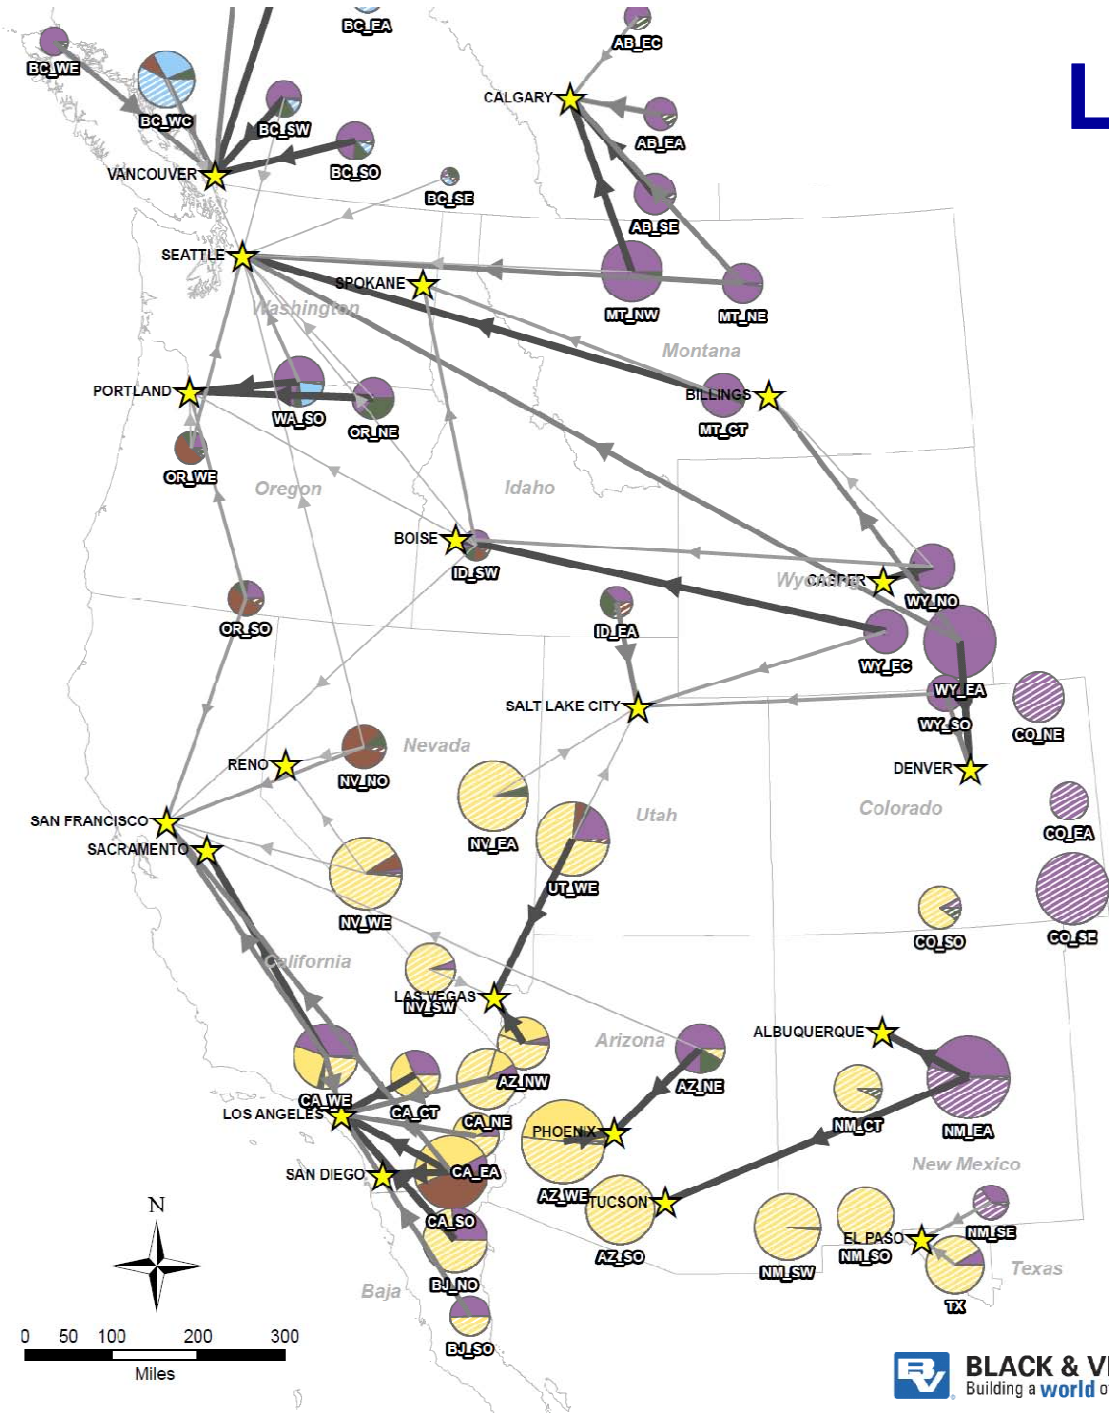 BC_EA
L
AB_EC
BC_WE
CALGARY
BC_WC
BC_SW
AB_EA
VANCOUVER
BC_SO
BC_SE
AB_SE
SEATTLE
SPOKANE
Washington
MT_NW
MT_NE
Montana
PORTLAND
BILLINGS
WA_SO
OR_NE
MT_CT
OR_WE
Oregon
Idaho
BOISE
ID_SW
Wyoming
CASPER
WY_NO
OR_SO
ID_EA
WY_EC
WY_EA
SALT LAKE CITY
WY_SO
CO_NE
RENO
NV_NO
Nevada
DENVER
Utah
Colorado
SAN FRANCISCO
CO_EA
SACRAMENTO
NV_EA
UT_WE
NV_WE
CO_SO
CO_SE
California
LAS VEGAS
NV_SW
Arizona
ALBUQUERQUE
AZ_NW
AZ_NE
CA_WE
LOS ANGELES
CA_CT
CA_NE
PHOENIX
NM_CT
NM_EA
SAN DIEGO
CA_EA
New Mexico
AZ_WE
TUCSON
N
CA_SO
AZ_SO
EL PASO
NM_SE
NM_SO
NM_SW
BJ_NO
Baja
Texas
TX
BJ_SO
0 50 100 200 300
Miles
BV
BLACK & VE
Building a world of